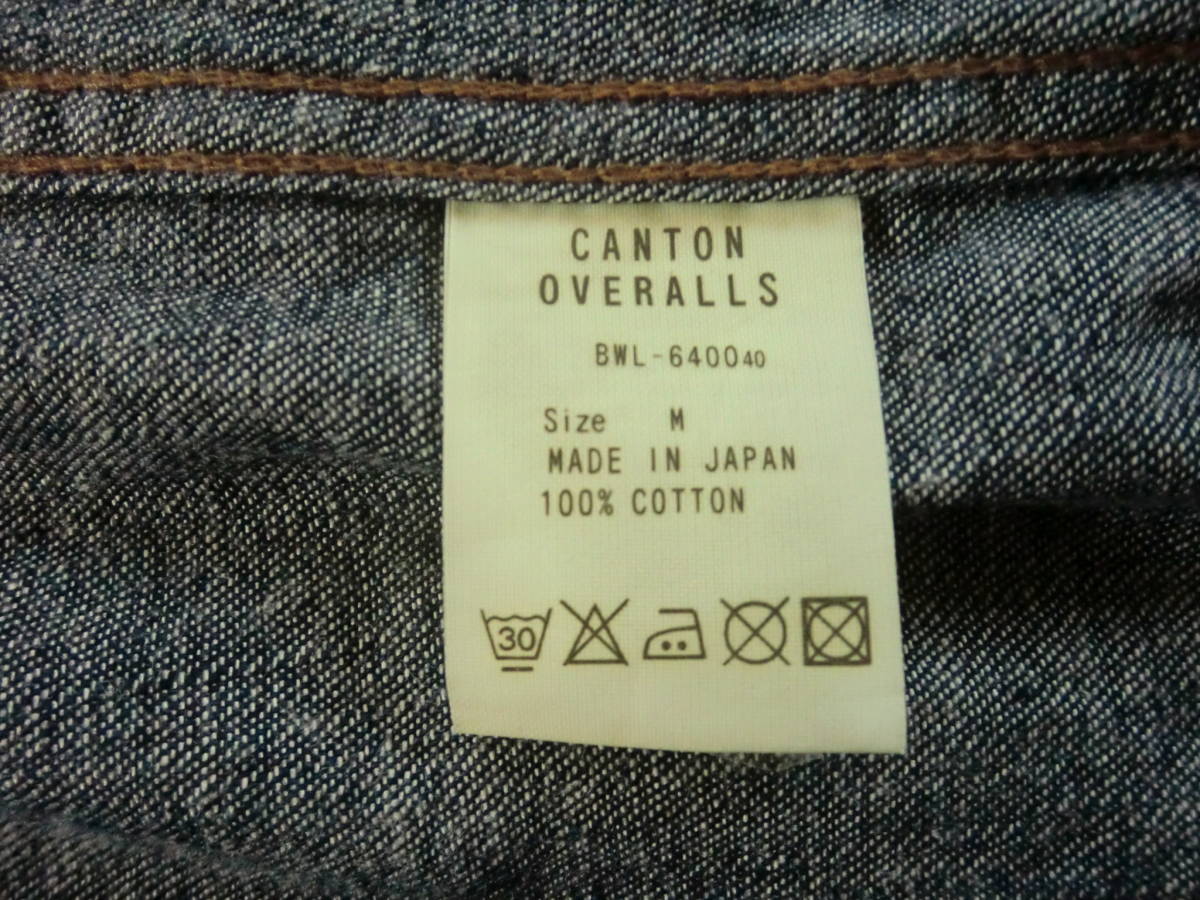 CANTON
OVERALLS
BWL-640040
Size M
MADE IN JAPAN
100% COTTON
30